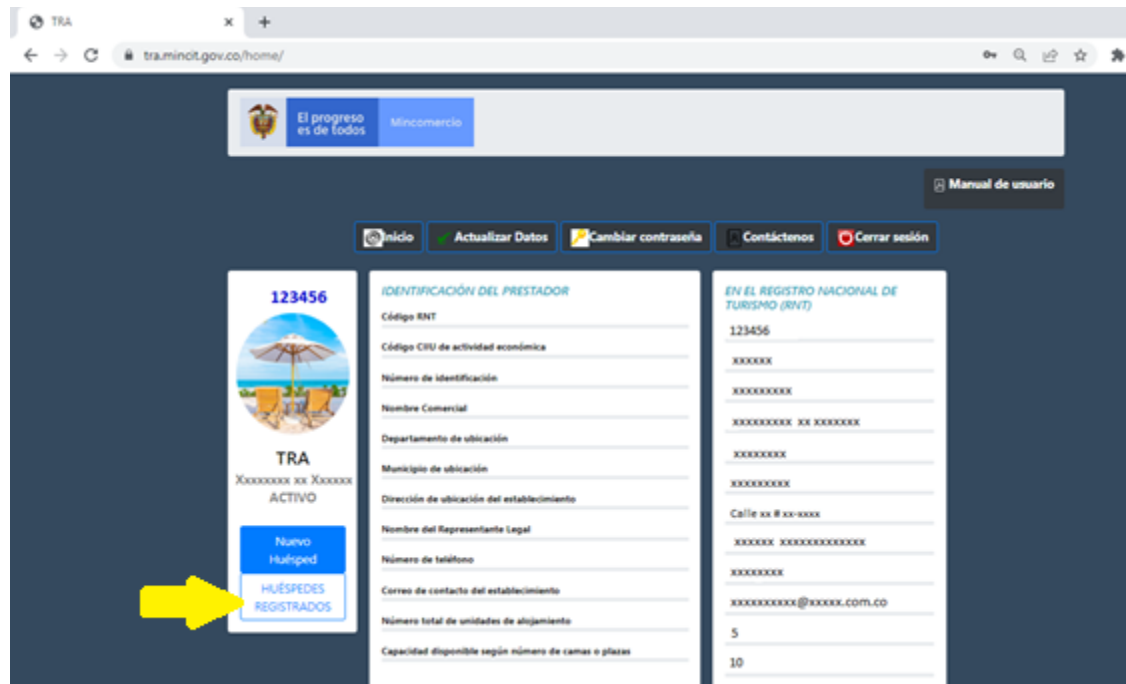 TRA
tra.mincit.gov.co/home/
El progreso
es de todos
Mincomercio
Manual de usuario
Inicio
Actualizar Datos
Cambiar contraseña
Contáctenos
Cerrar sesión
123456
TRA
Xxxxxxxx xx Xxxxxx
ACTIVO
Nuevo
Huésped
HUÉSPEDES
REGISTRADOS
IDENTIFICACIÓN DEL PRESTADOR
Código RNT
Código CIIU de actividad económica
Número de identificación
Nombre Comercial
Departamento de ubicación
Municipio de ubicación
Dirección de ubicación del establecimiento
Nombre del Representante Legal
Número de teléfono
Correo de contacto del establecimiento
Número total de unidades de alojamiento
Capacidad disponible según número de camas o plazas
EN EL REGISTRO NACIONAL DE
TURISMO (RNT)
123456
xxxxxx
xxxxxxxxx
xxxxxxxxx xx xxxxxxx
xxxxxxxx
xxxxxxxxx
Calle xx # xx-xxxx
xxxxxx xxxxxxxxxxxxx
xxxxxxxx
xxxxxxxxxx@xxxxx.com.co
5
10